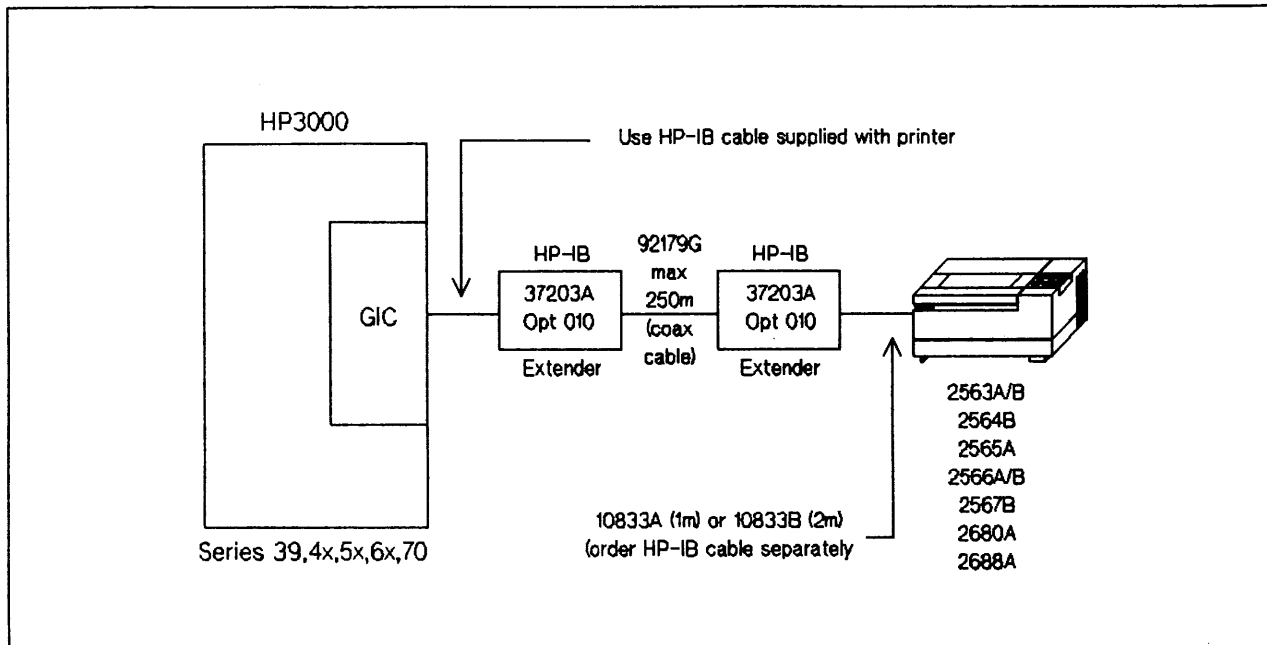 HP3000
Use HP-IB cable supplied with printer
GIC
HP-IB
37203A
Opt 010
Extender
92179G
max
250m
(coax
cable)
HP-IB
37203A
Opt 010
Extender
2563A/B
2564B
2565A
2566A/B
2567B
2680A
2688A
10833A (1m) or 10833B (2m)
(order HP-IB cable separately
Series 39,4x,5x,6x,70